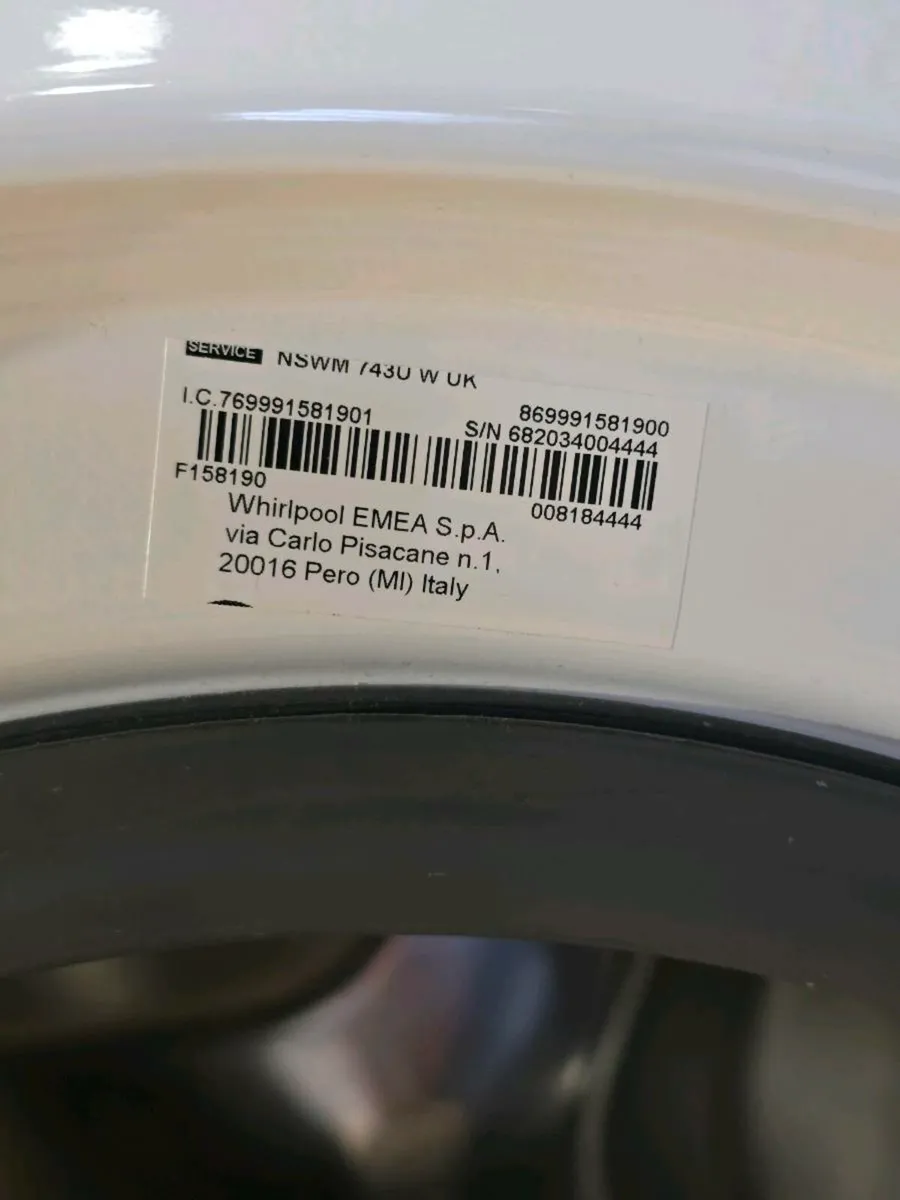 SERVICE NSWM 743U W UK
I.C.769991581901 869991581900
S/N 682034004444
F158190 008184444
Whirlpool EMEA S.p.A.
via Carlo Pisacane n.1,
20016 Pero (MI) Italy